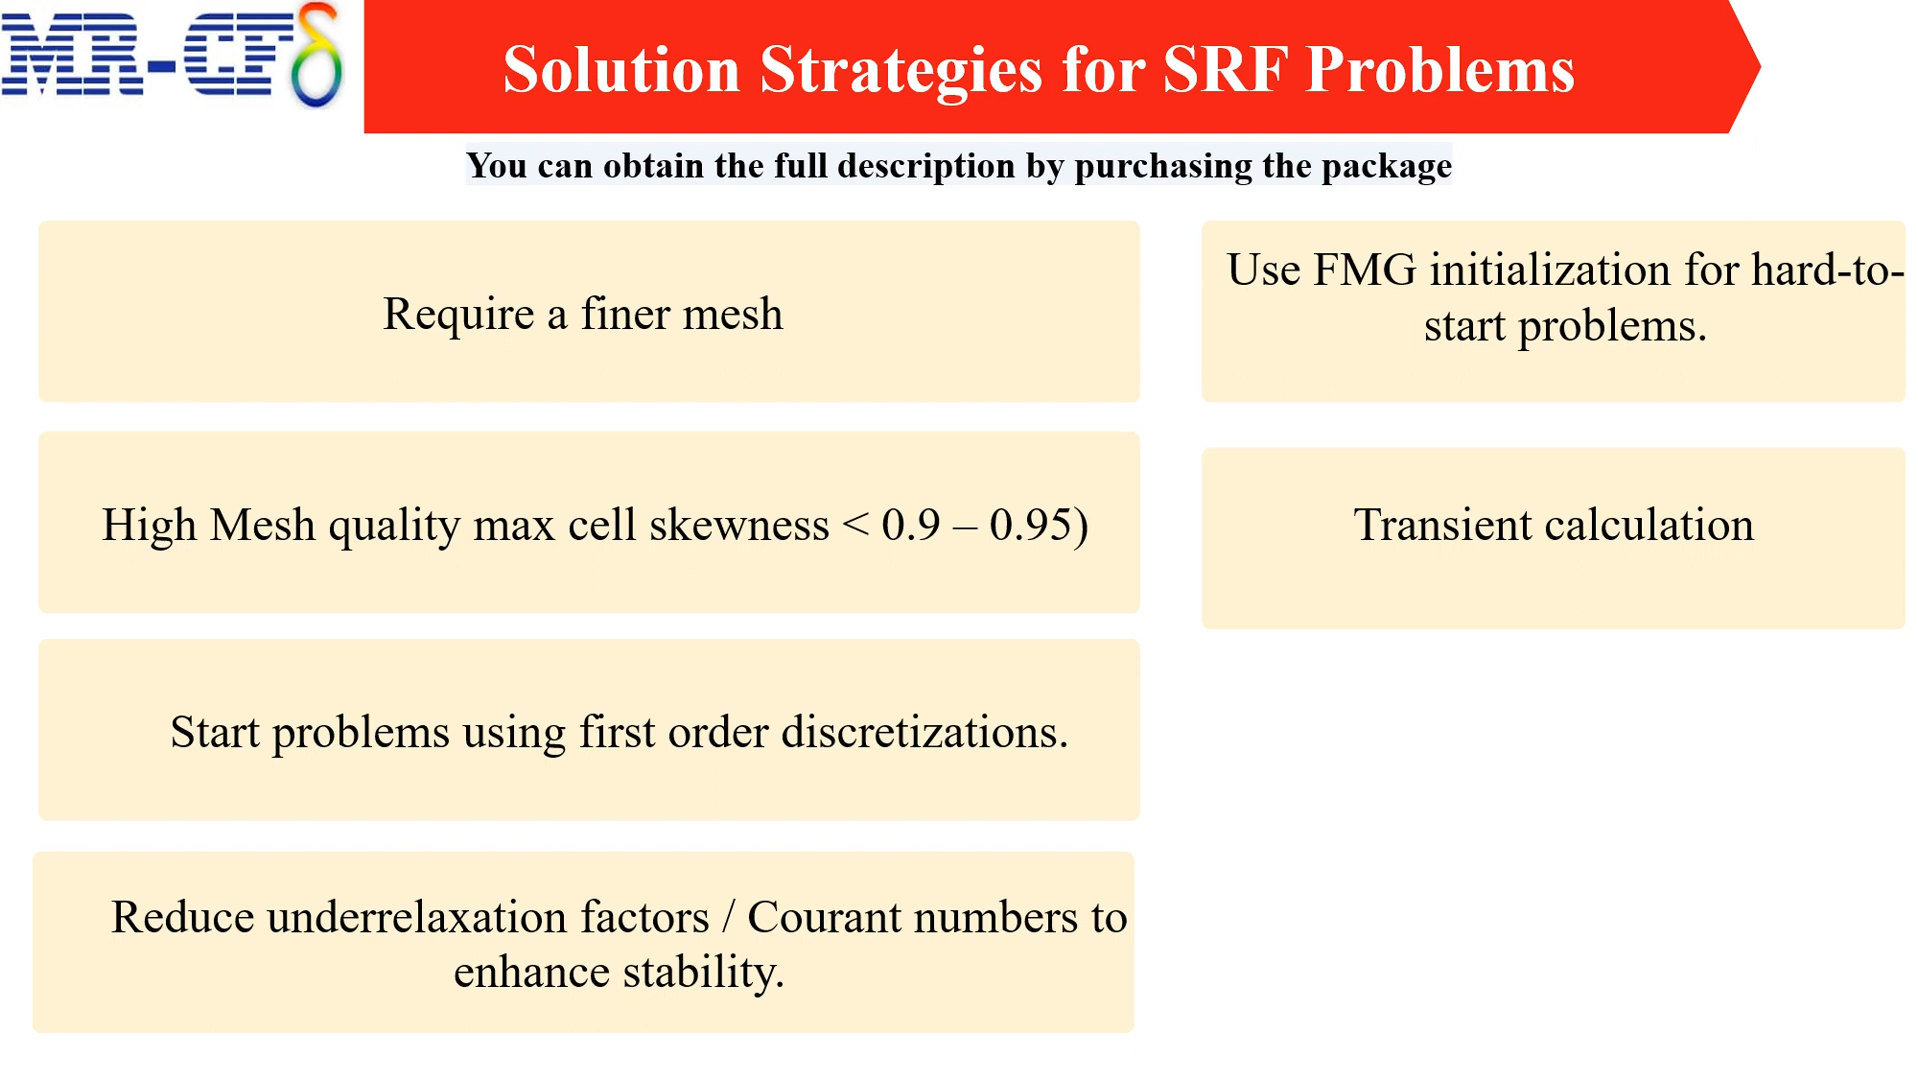 MR-CFδ
Solution Strategies for SRF Problems
You can obtain the full description by purchasing the package
Require a finer mesh
High Mesh quality max cell skewness < 0.9 – 0.95)
Start problems using first order discretizations.
Reduce underrelaxation factors / Courant numbers to
enhance stability.
Use FMG initialization for hard-to-
start problems.
Transient calculation